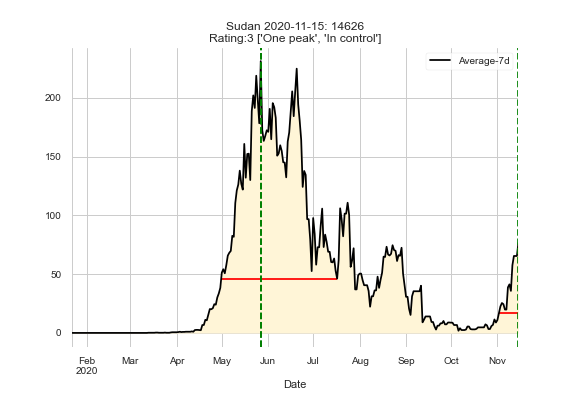 Sudan 2020-11-15: 14626
Rating:3 ['One peak', 'In control']
Average-7d
200
150
100
50
0
Feb Mar Apr May Jun Jul Aug Sep Oct Nov
2020
Date